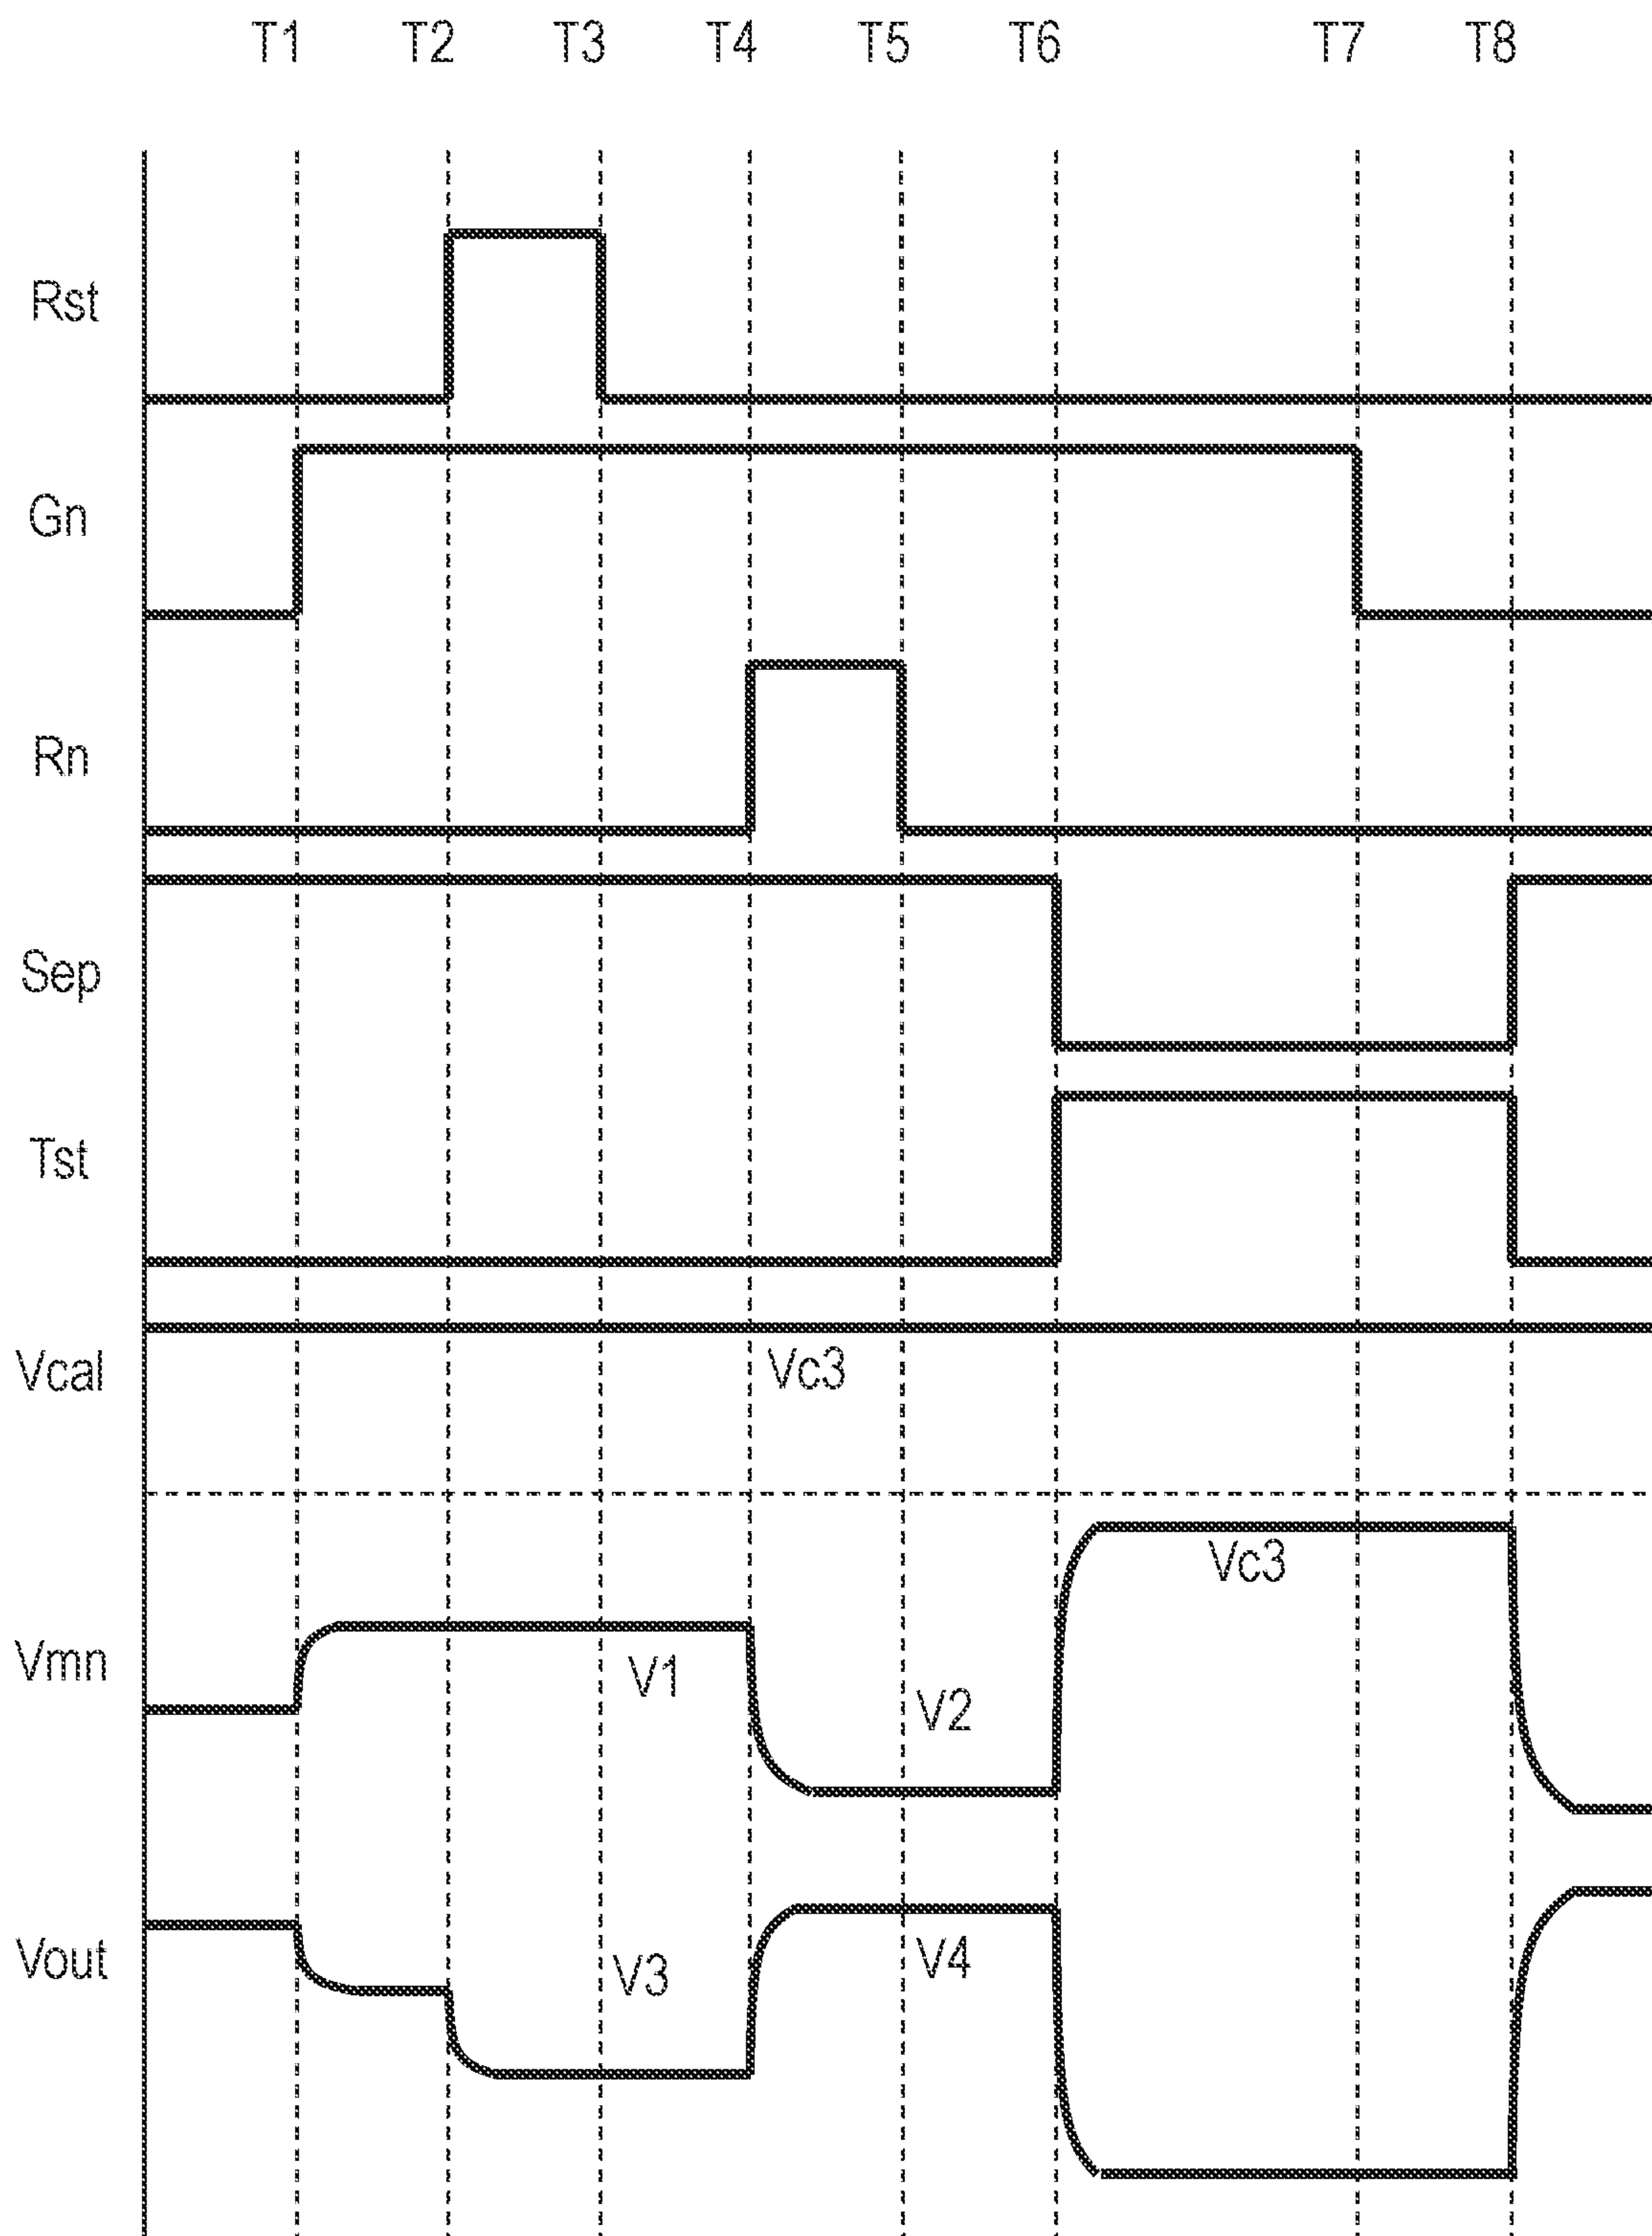 T1 T2 T3 T4 T5 T6 T7 T8
Rst
Gn
Rn
Sep
Tst
Vcal
Vc3
Vc3
Vmn
V1
V2
Vout
V3
V4